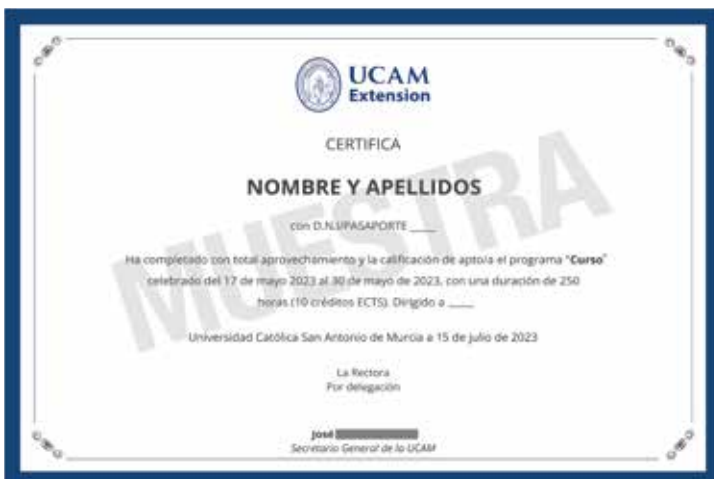 UCAM
Extension
CERTIFICA
NOMBRE Y APELLIDOS
con D.N.I/PASAPORTE _____
Ha completado con total aprovechamiento y la calificación de apto/a el programa "Curso"
celebrado del 17 de mayo 2023 al 30 de mayo de 2023, con una duración de 250
horas (10 créditos ECTS). Dirigido a _____
MUESTRA
Universidad Católica San Antonio de Murcia a 15 de julio de 2023
La Rectora
Por delegación
José
Secretario General de la UCAM